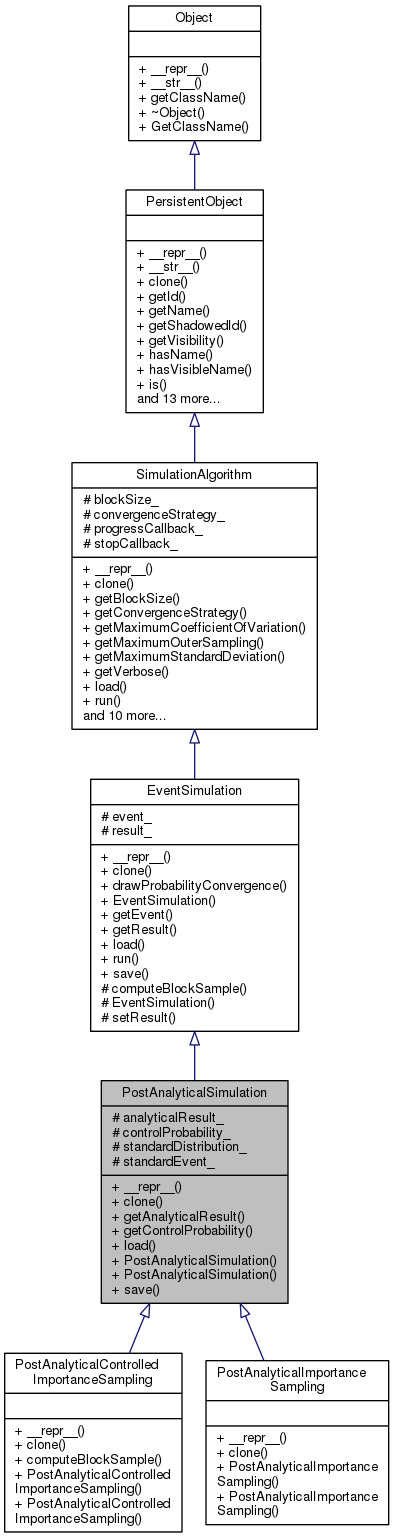 Object
+ __repr__()
+ __str__()
+ getClassName()
+ ~Object()
+ GetClassName()
PersistentObject
+ __repr__()
+ __str__()
+ clone()
+ getId()
+ getName()
+ getShadowedId()
+ getVisibility()
+ hasName()
+ hasVisibleName()
+ is()
and 13 more...
SimulationAlgorithm
# blockSize_
# convergenceStrategy_
# progressCallback_
# stopCallback_
+ __repr__()
+ clone()
+ getBlockSize()
+ getConvergenceStrategy()
+ getMaximumCoefficientOfVariation()
+ getMaximumOuterSampling()
+ getMaximumStandardDeviation()
+ getVerbose()
+ load()
+ run()
and 10 more...
EventSimulation
# event_
# result_
+ __repr__()
+ clone()
+ drawProbabilityConvergence()
+ EventSimulation()
+ getEvent()
+ getResult()
+ load()
+ run()
+ save()
# computeBlockSample()
# EventSimulation()
# setResult()
PostAnalyticalSimulation
# analyticalResult_
# controlProbability_
# standardDistribution_
# standardEvent_
+ __repr__()
+ clone()
+ getAnalyticalResult()
+ getControlProbability()
+ load()
+ PostAnalyticalSimulation()
+ PostAnalyticalSimulation()
+ save()
PostAnalyticalControlled
ImportanceSampling
+ __repr__()
+ clone()
+ computeBlockSample()
+ PostAnalyticalControlled
ImportanceSampling()
+ PostAnalyticalControlled
ImportanceSampling()
PostAnalyticalImportance
Sampling
+ __repr__()
+ clone()
+ PostAnalyticalImportance
Sampling()
+ PostAnalyticalImportance
Sampling()